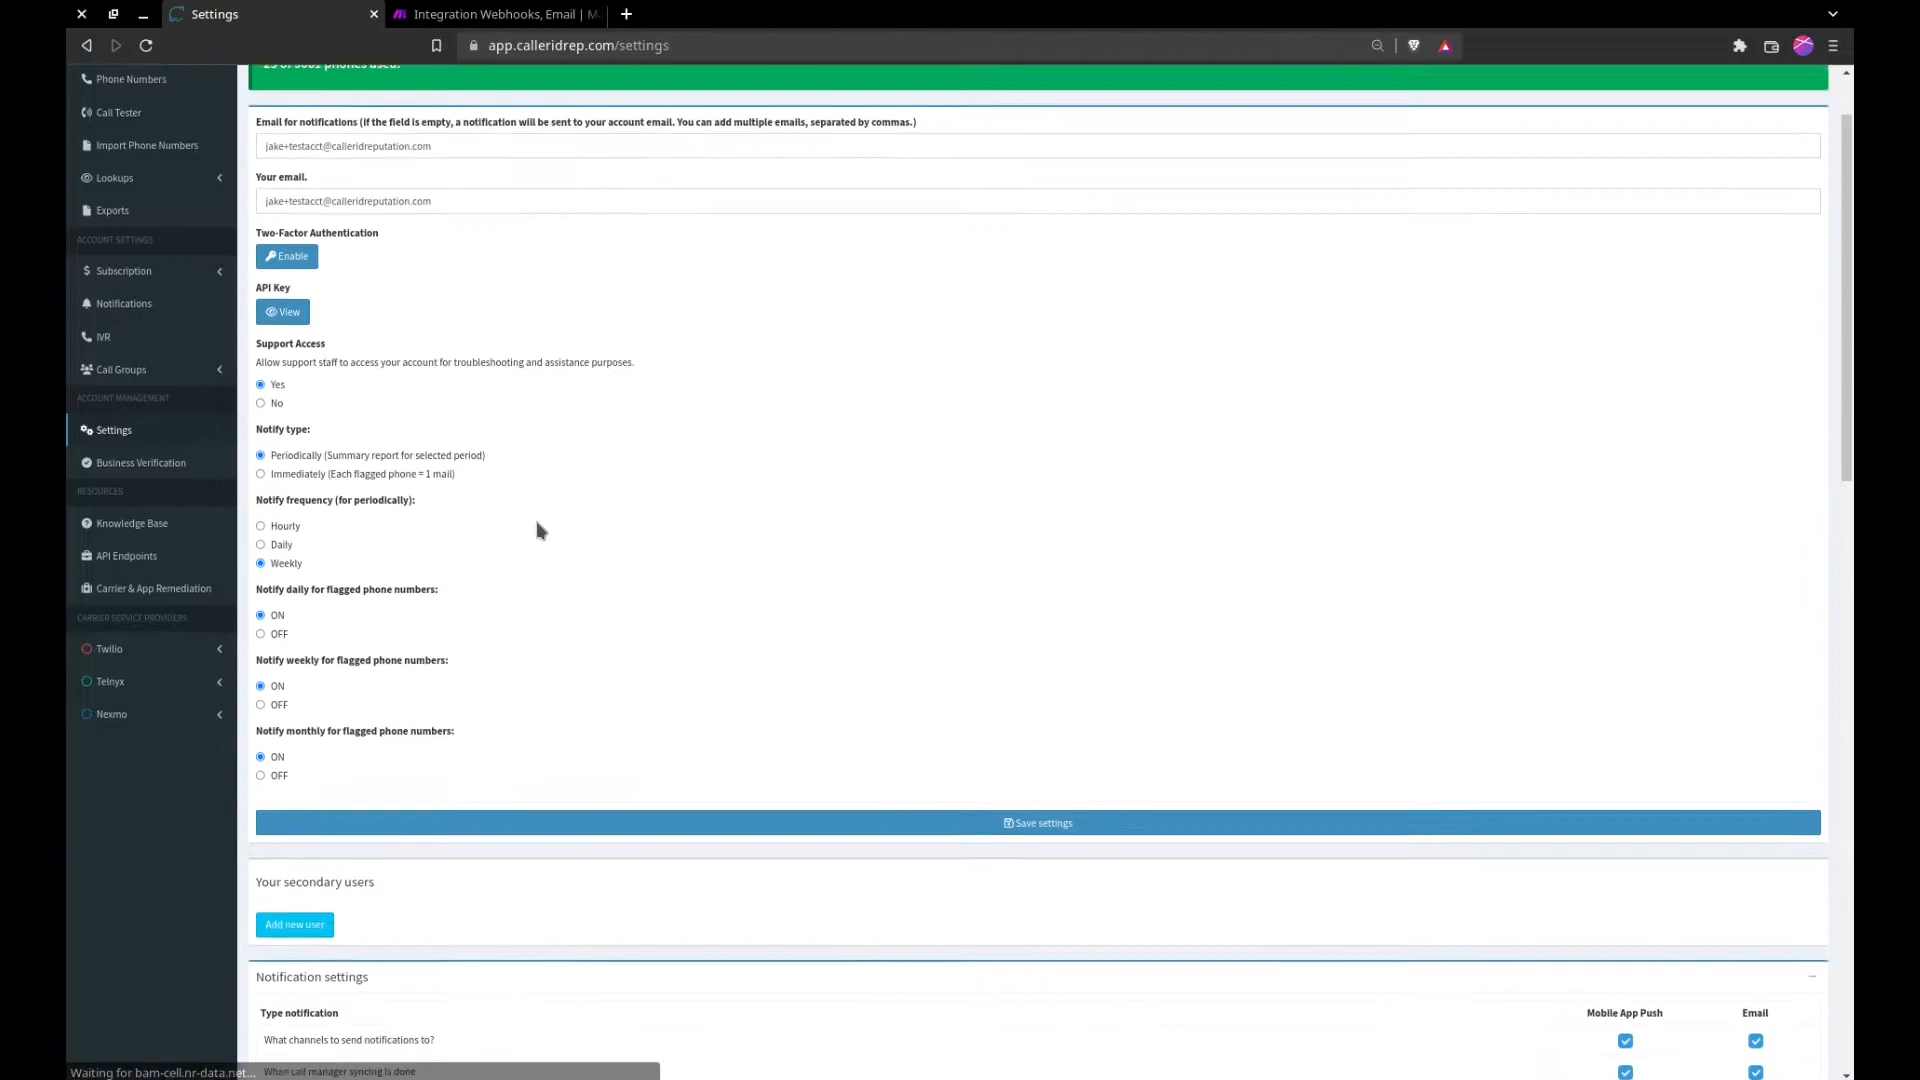 Settings
Integration Webhooks, Email | M
app.calleridrep.com/settings
Phone Numbers
Call Tester
Import Phone Numbers
Lookups
Exports
ACCOUNT SETTINGS
Subscription
Notifications
IVR
Call Groups
ACCOUNT MANAGEMENT
Settings
Business Verification
RESOURCES
Knowledge Base
API Endpoints
Carrier & App Remediation
CARRIER SERVICE PROVIDERS
Twilio
Telnyx
Nexmo
phones used.
Email for notifications (if the field is empty, a notification will be sent to your account email. You can add multiple emails, separated by commas.)
jake+testacct@calleridreputation.com
Your email.
jake+testacct@calleridreputation.com
Two-Factor Authentication
Enable
API Key
View
Support Access
Allow support staff to access your account for troubleshooting and assistance purposes.
Yes
No
Notify type:
Periodically (Summary report for selected period)
Immediately (Each flagged phone = 1 mail)
Notify frequency (for periodically):
Hourly
Daily
Weekly
Notify daily for flagged phone numbers:
ON
OFF
Notify weekly for flagged phone numbers:
ON
OFF
Notify monthly for flagged phone numbers:
ON
OFF
Save settings
Your secondary users
Add new user
Notification settings
Type notification Mobile App Push Email
What channels to send notifications to?
When call manager syncing is done
Waiting for bam-cell.nr-data.net...